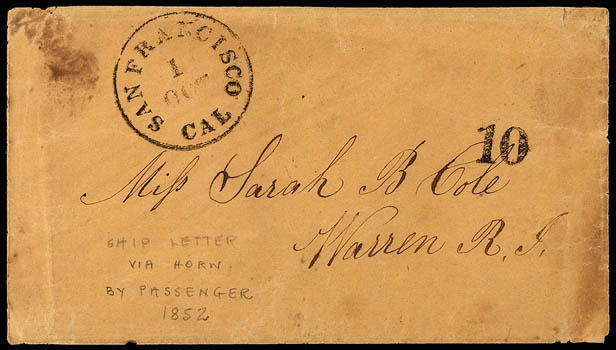 SAN FRANCISCO
1
OCT
CAL
10
Miſs Sarah B Cole
Warren R. I.
SHIP LETTER
VIA HORN.
BY PASSENGER
1852